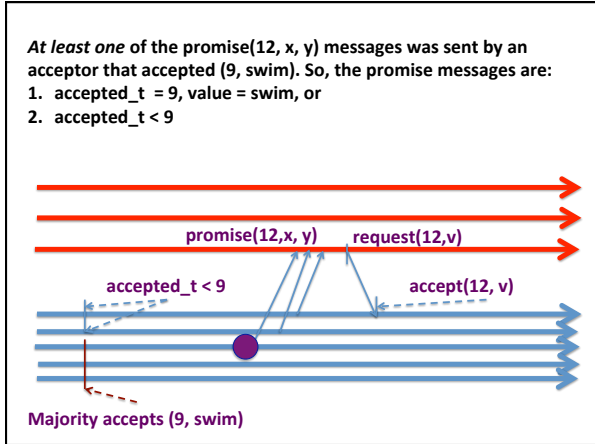 At least one of the promise(12, x, y) messages was sent by an
acceptor that accepted (9, swim). So, the promise messages are:
1. accepted_t = 9, value = swim, or
2. accepted_t < 9
promise(12,x, y)
request(12,v)
accepted_t < 9
accept(12, v)
Majority accepts (9, swim)